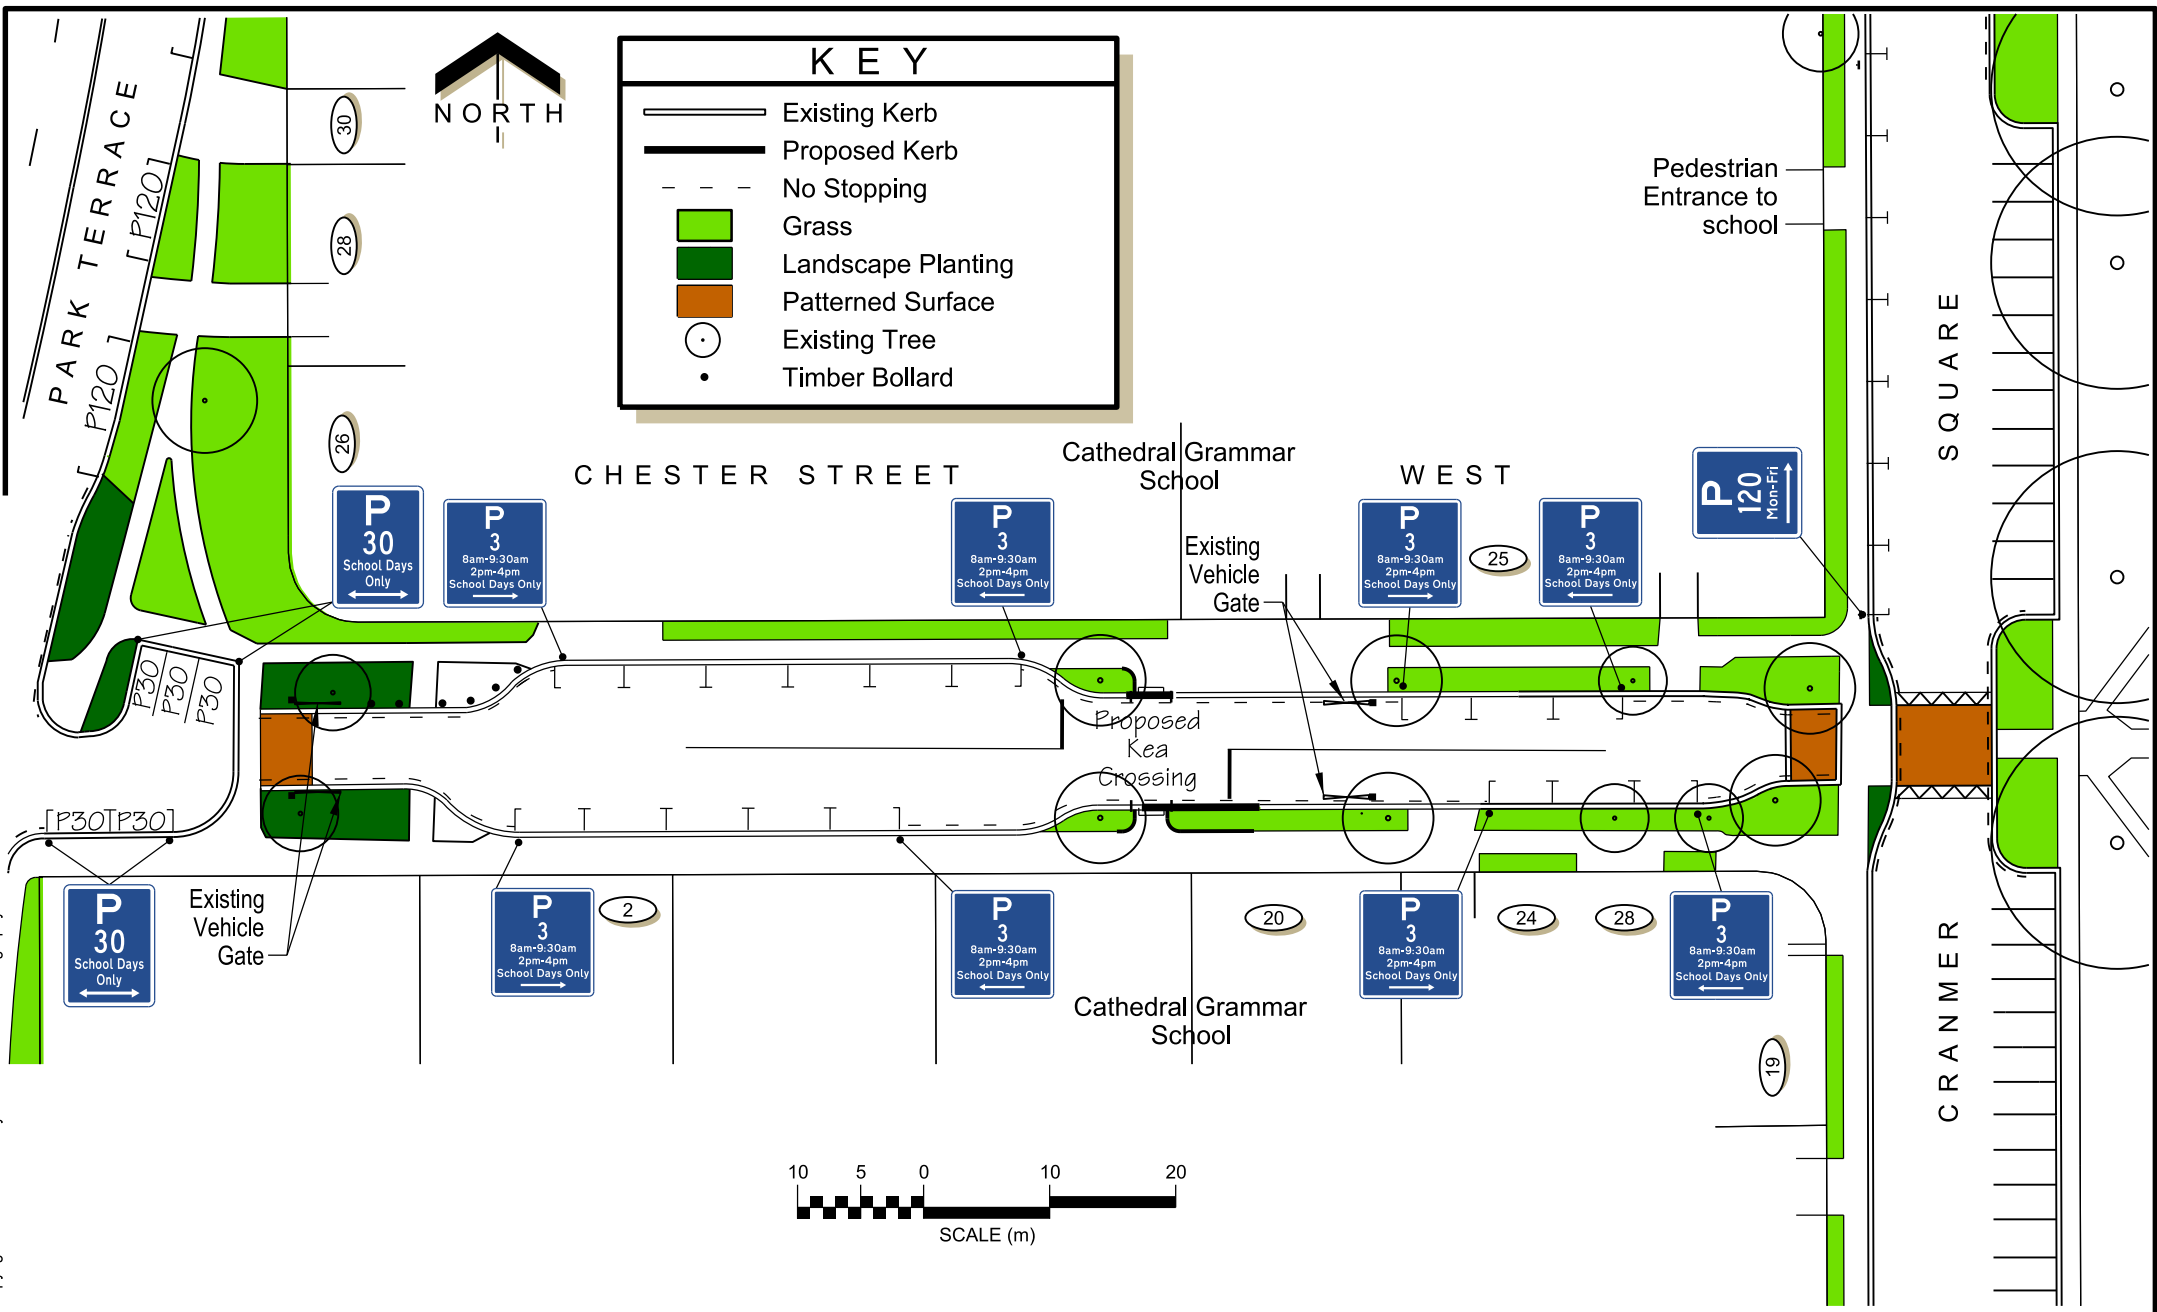 KEY
Existing Kerb
Proposed Kerb
No Stopping
Grass
Landscape Planting
Patterned Surface
Existing Tree
Timber Bollard
NORTH
PARK TERRACE
[P120]
[P120]
30
28
26
Pedestrian
Entrance to
school
SQUARE
CRANMER
CHESTER STREET WEST
Cathedral Grammar
School
P
30
School Days
Only
P
3
8am-9:30am
2pm-4pm
School Days Only
P
3
8am-9:30am
2pm-4pm
School Days Only
Existing
Vehicle
Gate
P
3
8am-9:30am
2pm-4pm
School Days Only
25
P
3
8am-9:30am
2pm-4pm
School Days Only
P
120
Mon-Fri
P30
P30
P30
Proposed
Kea
Crossing
[P30 P30]
P
30
School Days
Only
Existing
Vehicle
Gate
P
3
8am-9:30am
2pm-4pm
School Days Only
2
P
3
8am-9:30am
2pm-4pm
School Days Only
20
P
3
8am-9:30am
2pm-4pm
School Days Only
24
28
P
3
8am-9:30am
2pm-4pm
School Days Only
Cathedral Grammar
School
19
10 5 0 10 20
SCALE (m)